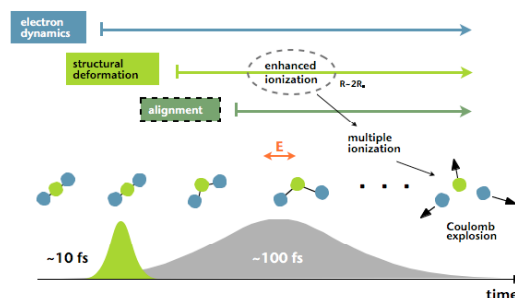 electron
dynamics
structural
deformation
enhanced
ionization
R~2Re
alignment
multiple
ionization
E
. . .
Coulomb
explosion
~10 fs
~100 fs
time